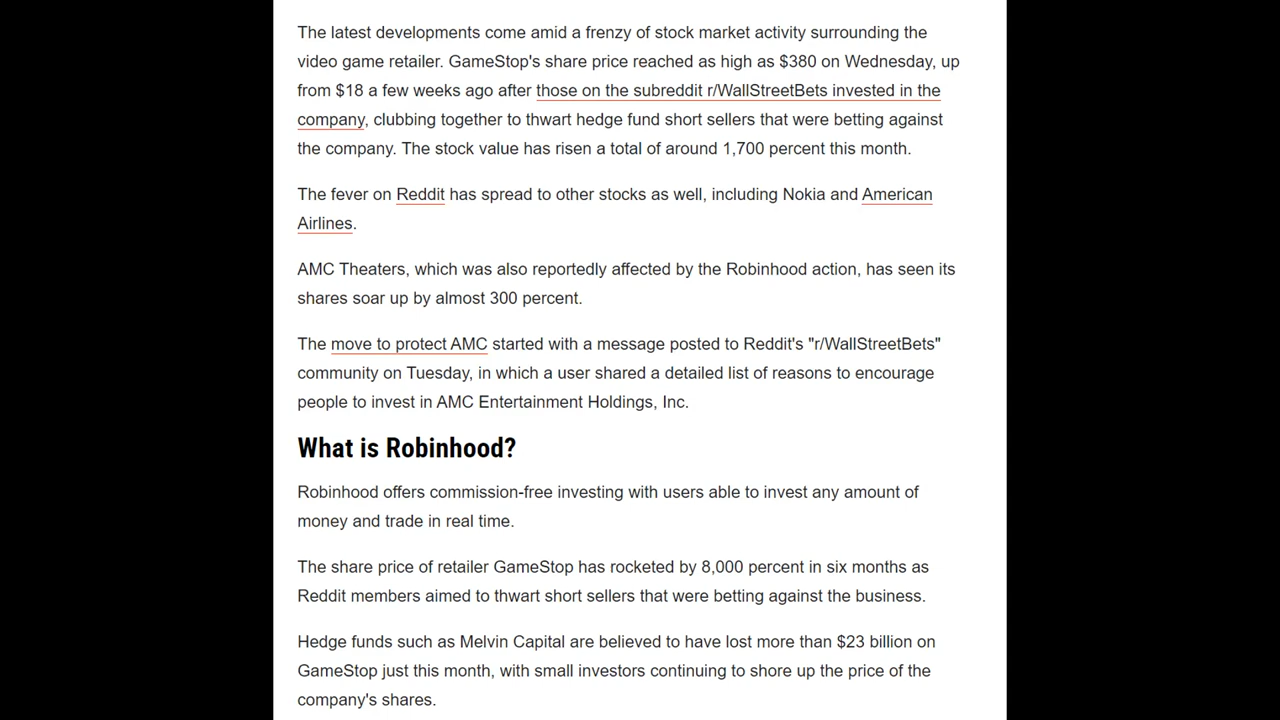 The latest developments come amid a frenzy of stock market activity surrounding the
video game retailer. GameStop's share price reached as high as $380 on Wednesday, up
from $18 a few weeks ago after those on the subreddit r/WallStreetBets invested in the
company, clubbing together to thwart hedge fund short sellers that were betting against
the company. The stock value has risen a total of around 1,700 percent this month.
The fever on Reddit has spread to other stocks as well, including Nokia and American
Airlines.
AMC Theaters, which was also reportedly affected by the Robinhood action, has seen its
shares soar up by almost 300 percent.
The move to protect AMC started with a message posted to Reddit's "r/WallStreetBets"
community on Tuesday, in which a user shared a detailed list of reasons to encourage
people to invest in AMC Entertainment Holdings, Inc.
What is Robinhood?
Robinhood offers commission-free investing with users able to invest any amount of
money and trade in real time.
The share price of retailer GameStop has rocketed by 8,000 percent in six months as
Reddit members aimed to thwart short sellers that were betting against the business.
Hedge funds such as Melvin Capital are believed to have lost more than $23 billion on
GameStop just this month, with small investors continuing to shore up the price of the
company's shares.